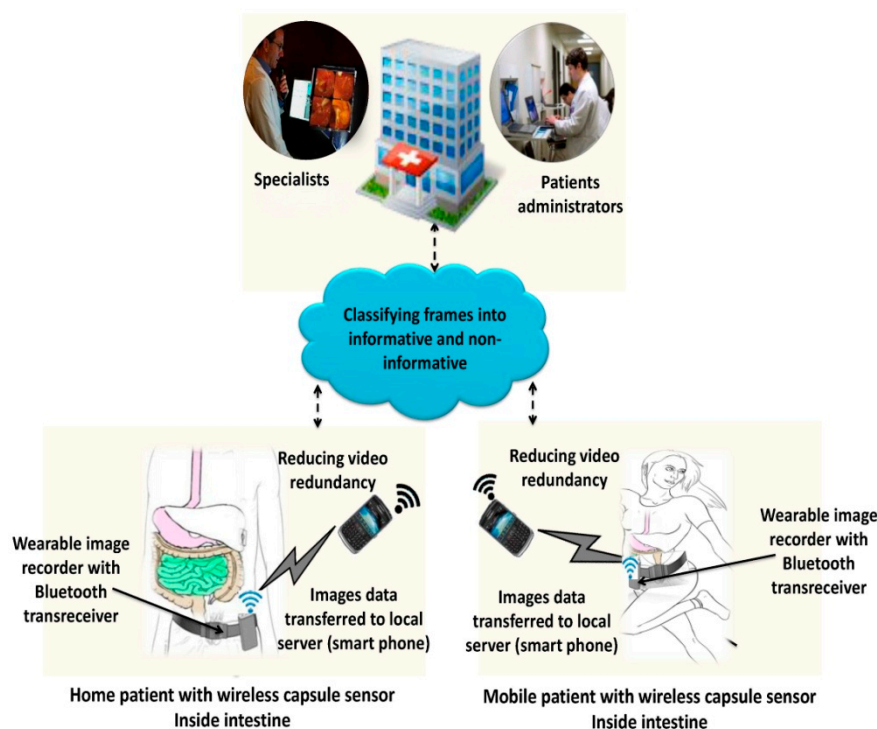 Specialists
Patients
administrators
Classifying frames into
informative and non-
informative
Reducing video
redundancy
Wearable image
recorder with
Bluetooth
transreceiver
Images data
transferred to local
server (smart phone)
Home patient with wireless capsule sensor
Inside intestine
Reducing video
redundancy
Wearable image
recorder with
Bluetooth
transreceiver
Images data
transferred to local
server (smart phone)
Mobile patient with wireless capsule sensor
Inside intestine